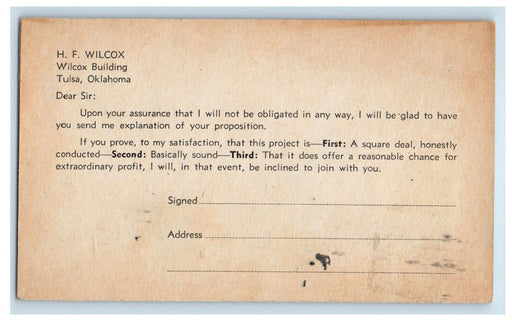 H. F. WILCOX
Wilcox Building
Tulsa, Oklahoma
Dear Sir:
Upon your assurance that I will not be obligated in any way, I will be glad to have
you send me explanation of your proposition.
If you prove, to my satisfaction, that this project is—First: A square deal, honestly
conducted—Second: Basically sound—Third: That it does offer a reasonable chance for
extraordinary profit, I will, in that event, be inclined to join with you.
Signed
Address